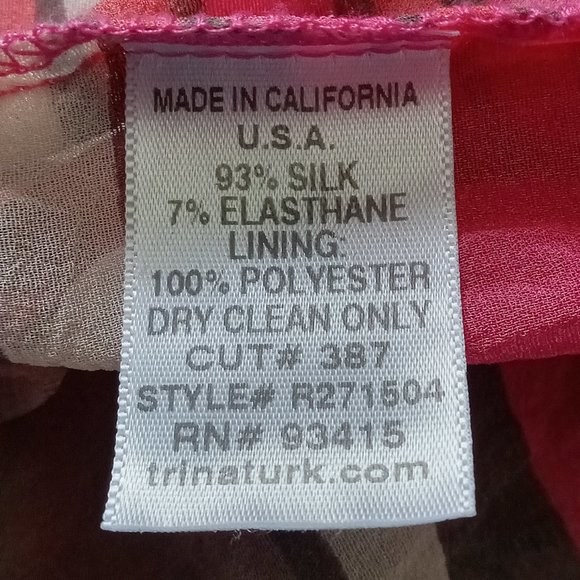 MADE IN CALIFORNIA
U.S.A.
93% SILK
7% ELASTHANE
LINING:
100% POLYESTER
DRY CLEAN ONLY
CUT# 387
STYLE# R271504
RN# 93415
trinaturk.com